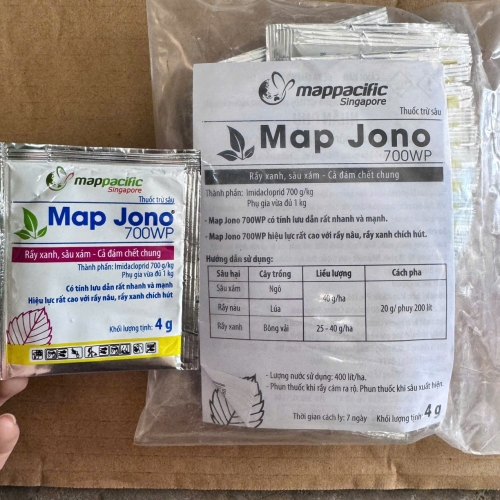 mappacific
Singapore
Thuốc trừ sâu
Map Jono®
700WP
Rầy xanh, sâu xám - Cả đám chết chung
Thành phần: Imidacloprid 700 g/kg
Phụ gia vừa đủ 1 kg
Có tính lưu dẫn rất nhanh và mạnh
Hiệu lực rất cao với rầy nâu, rầy xanh chích hút
Khối lượng tịnh: 4 g
mappacific
Singapore
Thuốc trừ sâu
Map Jono
700WP
Rầy xanh, sâu xám - Cả đám chết chung
Thành phần: Imidacloprid 700 g/kg
Phụ gia vừa đủ 1 kg
- Map Jono 700WP có tính lưu dẫn rất nhanh và mạnh.
- Map Jono 700WP hiệu lực rất cao với rầy nâu, rầy xanh chích hút.
Hướng dẫn sử dụng:
Sâu hại Cây trồng Liều lượng Cách pha
Sâu xám Ngô 40 g/ha 20 g/ phuy 200 lít
Rầy nâu Lúa
Rầy xanh Bông vải 25 - 40 g/ha
- Lượng nước sử dụng: 400 lít/ha.
- Phun thuốc khi rầy cám ra rộ. - Phun thuốc khi sâu xuất hiện.
Thời gian cách ly: 7 ngày
Khối lượng tịnh: 4 g